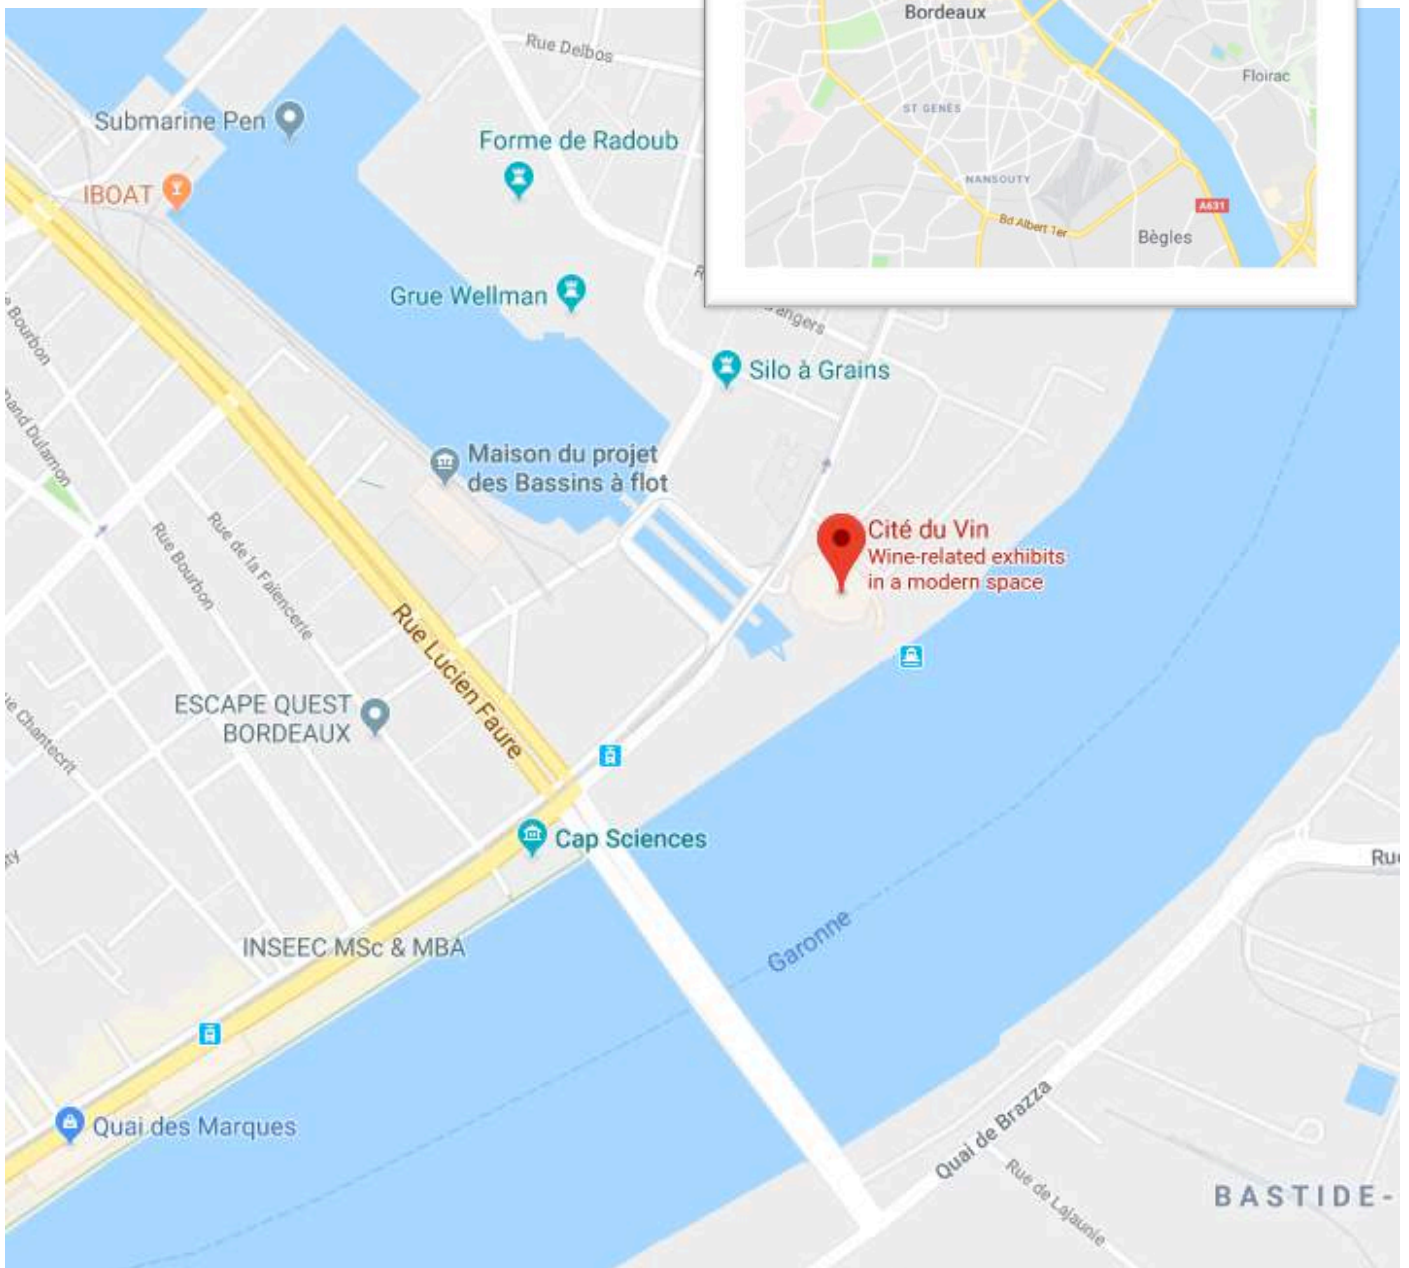 Bordeaux
Floirac
ST GENÈS
NANSOUTY
A631
Bd Albert 1er
Bègles
Rue Delbos
Submarine Pen
Forme de Radoub
IBOAT
Grue Wellman
Silo à Grains
Maison du projet
des Bassins à flot
Cité du Vin
Wine-related exhibits
in a modern space
Bourbon
Dulamon
Rue Bourbon
Rue de la Faïencerie
Rue Lucien Faure
ESCAPE QUEST
BORDEAUX
Chantecrit
Cap Sciences
INSEEC MSc & MBA
Garonne
Quai des Marques
Quai de Brazza
Rue de Lajaunie
BASTIDE-